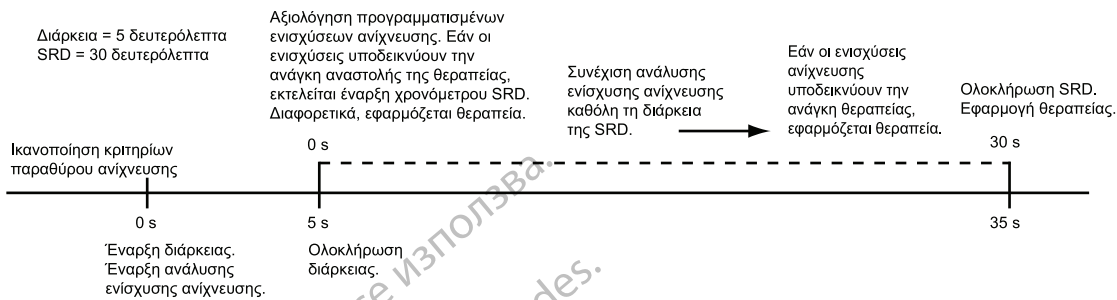 Διάρκεια = 5 δευτερόλεπτα
SRD = 30 δευτερόλεπτα
Αξιολόγηση προγραμματισμένων
ενισχύσεων ανίχνευσης. Εάν οι
ενισχύσεις υποδεικνύουν την
ανάγκη αναστολής της θεραπείας,
εκτελείται έναρξη χρονόμετρου SRD.
Διαφορετικά, εφαρμόζεται θεραπεία.
Συνέχιση ανάλυσης
ενίσχυσης ανίχνευσης
καθόλη τη διάρκεια
της SRD.
Εάν οι ενισχύσεις
ανίχνευσης
υποδεικνύουν την
ανάγκη θεραπείας,
εφαρμόζεται θεραπεία.
Ολοκλήρωση SRD.
Εφαρμογή θεραπείας.
Ικανοποίηση κριτηρίων
παραθύρου ανίχνευσης
0 s
30 s
0 s
5 s
35 s
Έναρξη διάρκειας.
Έναρξη ανάλυσης
ενίσχυσης ανίχνευσης.
Ολοκλήρωση
διάρκειας.
се използва.
des.